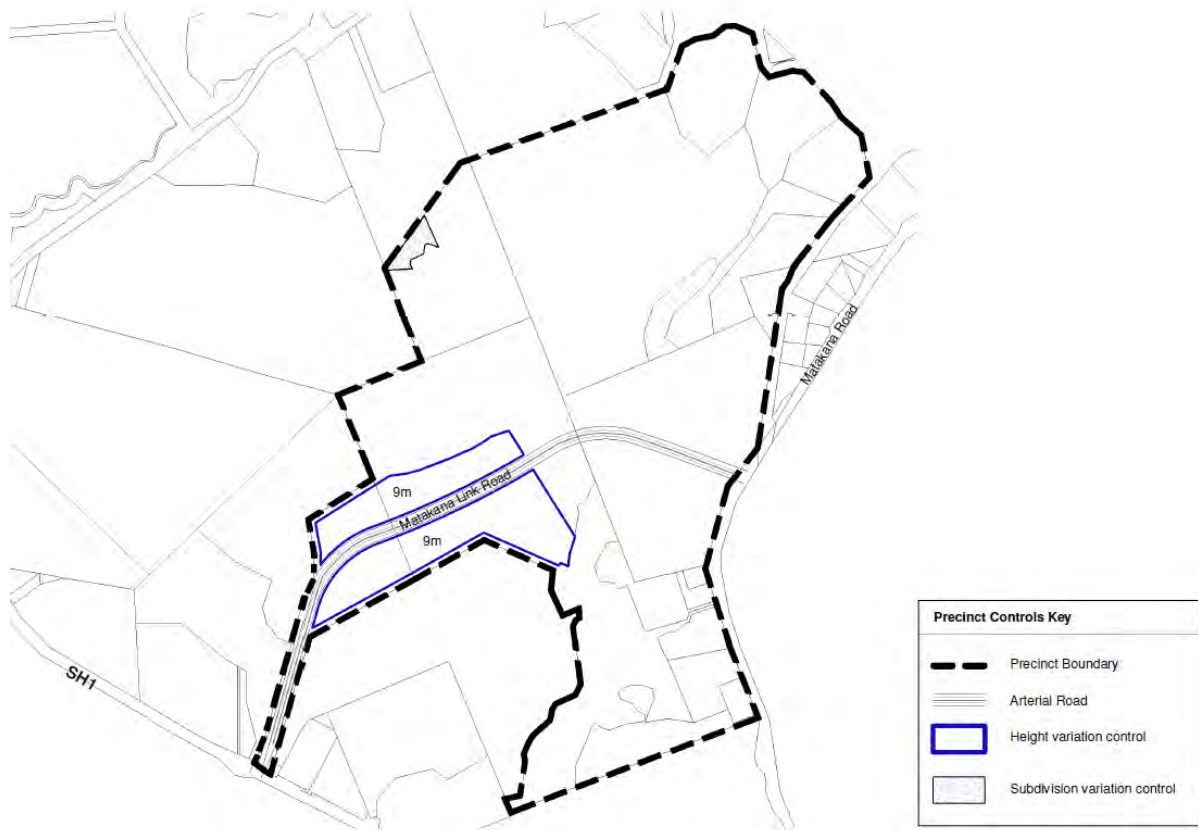 Matakana Road
9m
Matakana Link Road
9m
SH1
Precinct Controls Key
Precinct Boundary
Arterial Road
Height variation control
Subdivision variation control